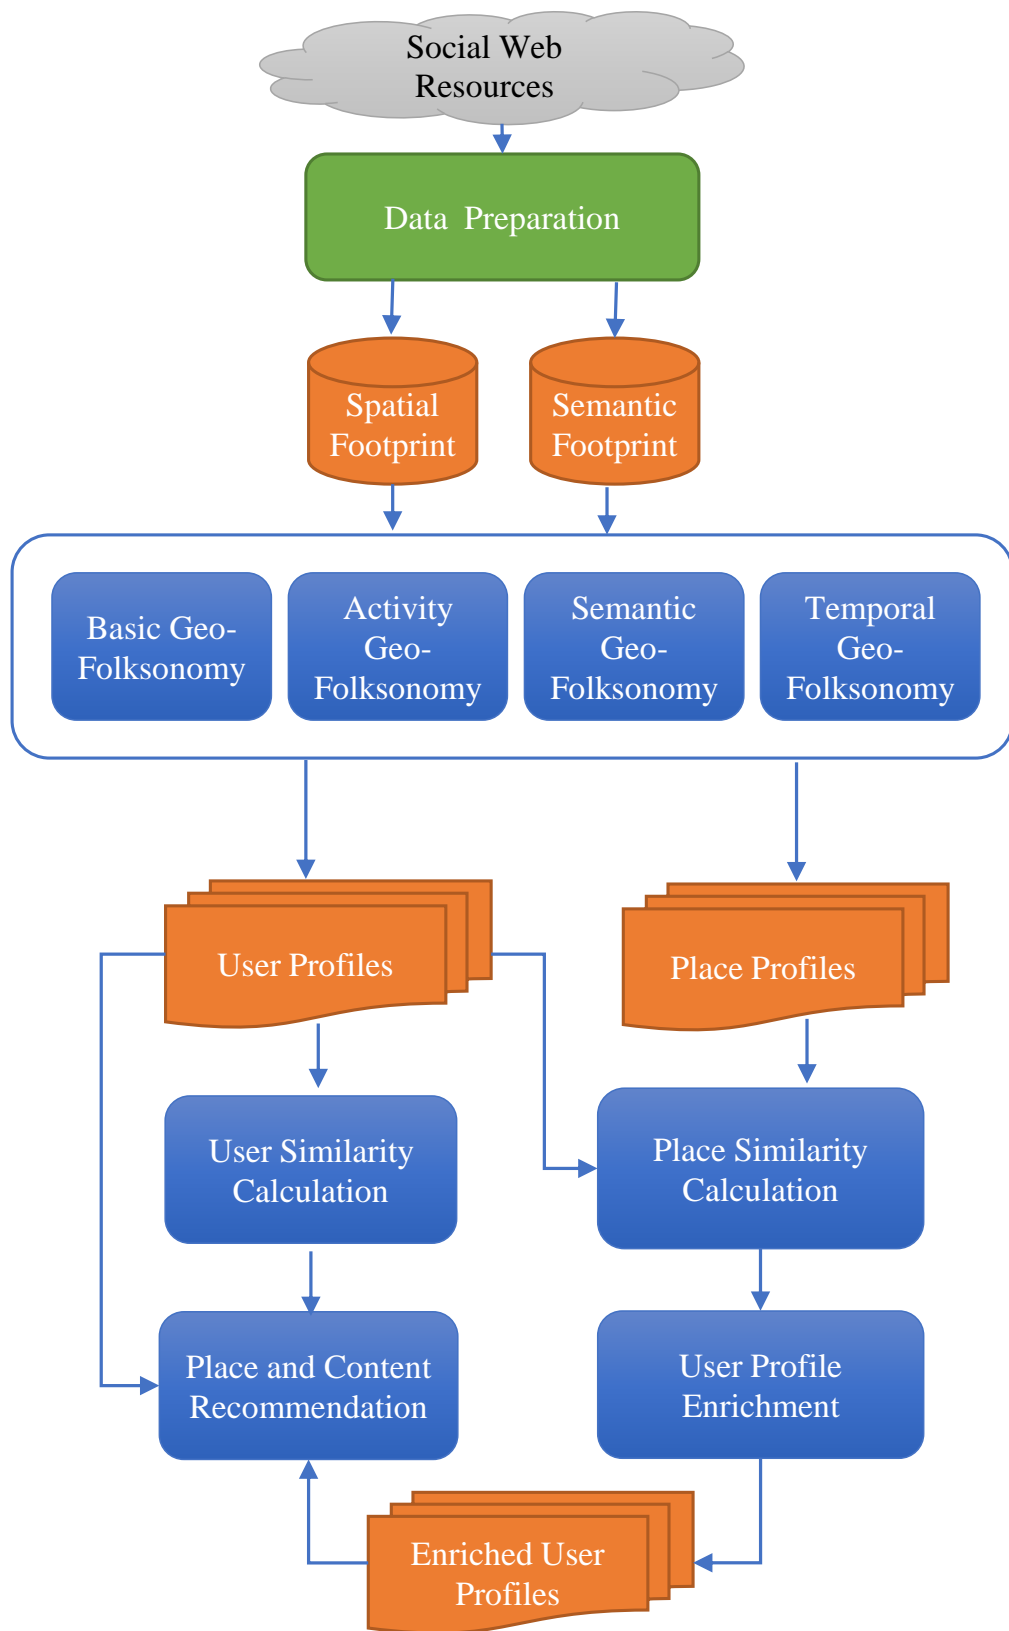 Social Web
Resources
Data Preparation
Spatial
Footprint
Semantic
Footprint
Basic Geo-
Folksonomy
Activity
Geo-
Folksonomy
Semantic
Geo-
Folksonomy
Temporal
Geo-
Folksonomy
User Profiles
Place Profiles
User Similarity
Calculation
Place Similarity
Calculation
Place and Content
Recommendation
User Profile
Enrichment
Enriched User
Profiles